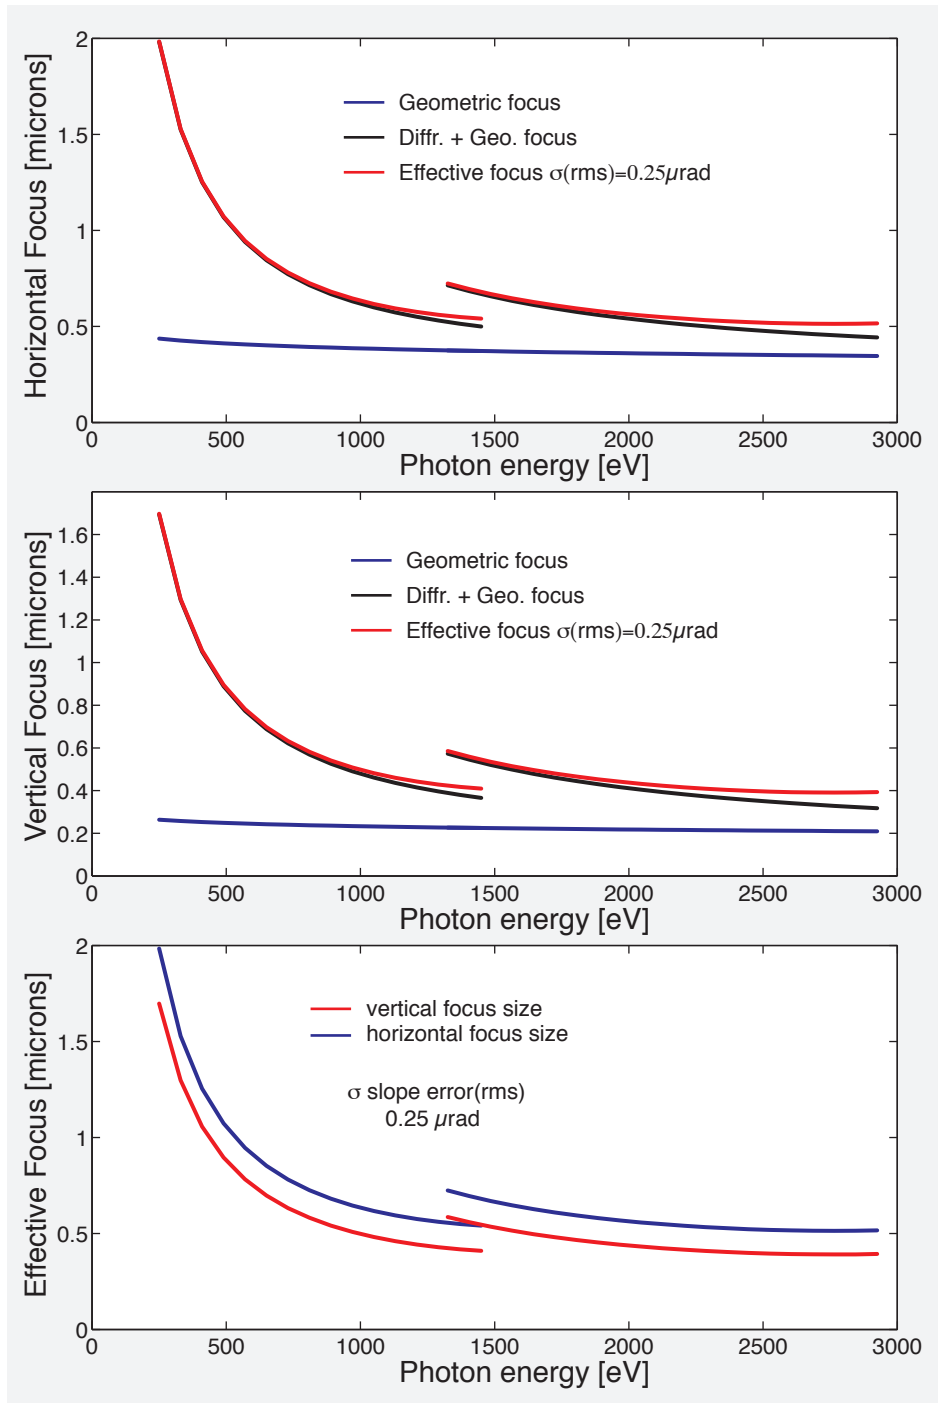 Horizontal Focus [microns]
2
1.5
1
0.5
0
Geometric focus
Diffr. + Geo. focus
Effective focus σ(rms)=0.25μrad
0 500 1000 1500 2000 2500 3000
Photon energy [eV]
Vertical Focus [microns]
1.6
1.4
1.2
1
0.8
0.6
0.4
0.2
0
Geometric focus
Diffr. + Geo. focus
Effective focus σ(rms)=0.25μrad
0 500 1000 1500 2000 2500 3000
Photon energy [eV]
Effective Focus [microns]
2
1.5
1
0.5
0
vertical focus size
horizontal focus size
σ slope error(rms)
0.25 μrad
0 500 1000 1500 2000 2500 3000
Photon energy [eV]